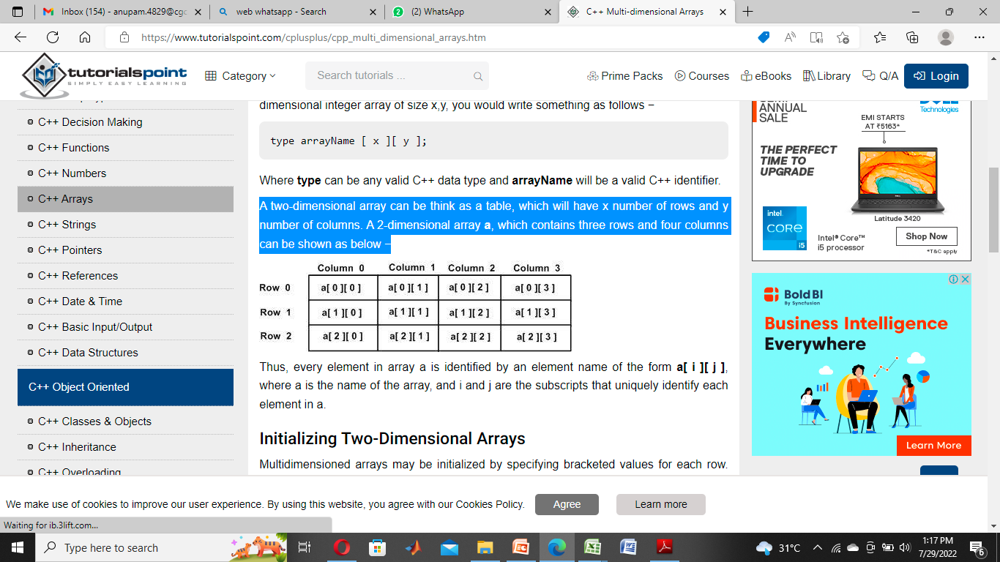 Inbox (154) - anupam.4829@cgc
web whatsapp - Search
(2) WhatsApp
C++ Multi-dimensional Arrays
https://www.tutorialspoint.com/cplusplus/cpp_multi_dimensional_arrays.htm
tutorialspoint
SIMPLY EASY LEARNING
Category
Search tutorials ...
Prime Packs
Courses
eBooks
Library
Q/A
Login
C++ Decision Making
C++ Functions
C++ Numbers
C++ Arrays
C++ Strings
C++ Pointers
C++ References
C++ Date & Time
C++ Basic Input/Output
C++ Data Structures
C++ Object Oriented
C++ Classes & Objects
C++ Inheritance
C++ Overloading
dimensional integer array of size x,y, you would write something as follows −
type arrayName [ x ][ y ];
Where type can be any valid C++ data type and arrayName will be a valid C++ identifier.
A two-dimensional array can be think as a table, which will have x number of rows and y
number of columns. A 2-dimensional array a, which contains three rows and four columns
can be shown as below −
Column 0 Column 1 Column 2 Column 3
Row 0 a[ 0 ][ 0 ] a[ 0 ][ 1 ] a[ 0 ][ 2 ] a[ 0 ][ 3 ]
Row 1 a[ 1 ][ 0 ] a[ 1 ][ 1 ] a[ 1 ][ 2 ] a[ 1 ][ 3 ]
Row 2 a[ 2 ][ 0 ] a[ 2 ][ 1 ] a[ 2 ][ 2 ] a[ 2 ][ 3 ]
Thus, every element in array a is identified by an element name of the form a[ i ][ j ],
where a is the name of the array, and i and j are the subscripts that uniquely identify each
element in a.
Initializing Two-Dimensional Arrays
Multidimensioned arrays may be initialized by specifying bracketed values for each row.
ANNUAL
SALE
DELL
Technologies
EMI STARTS
AT ₹5163*
THE PERFECT
TIME TO
UPGRADE
intel
CORE
i5
Intel® Core™
i5 processor
Latitude 3420
Shop Now
*T&C apply
Bold BI
By Syncfusion
Business Intelligence
Everywhere
Learn More
We make use of cookies to improve our user experience. By using this website, you agree with our Cookies Policy.
Agree
Learn more
Waiting for ib.3lift.com...
Type here to search
31°C
1:17 PM
7/29/2022
6